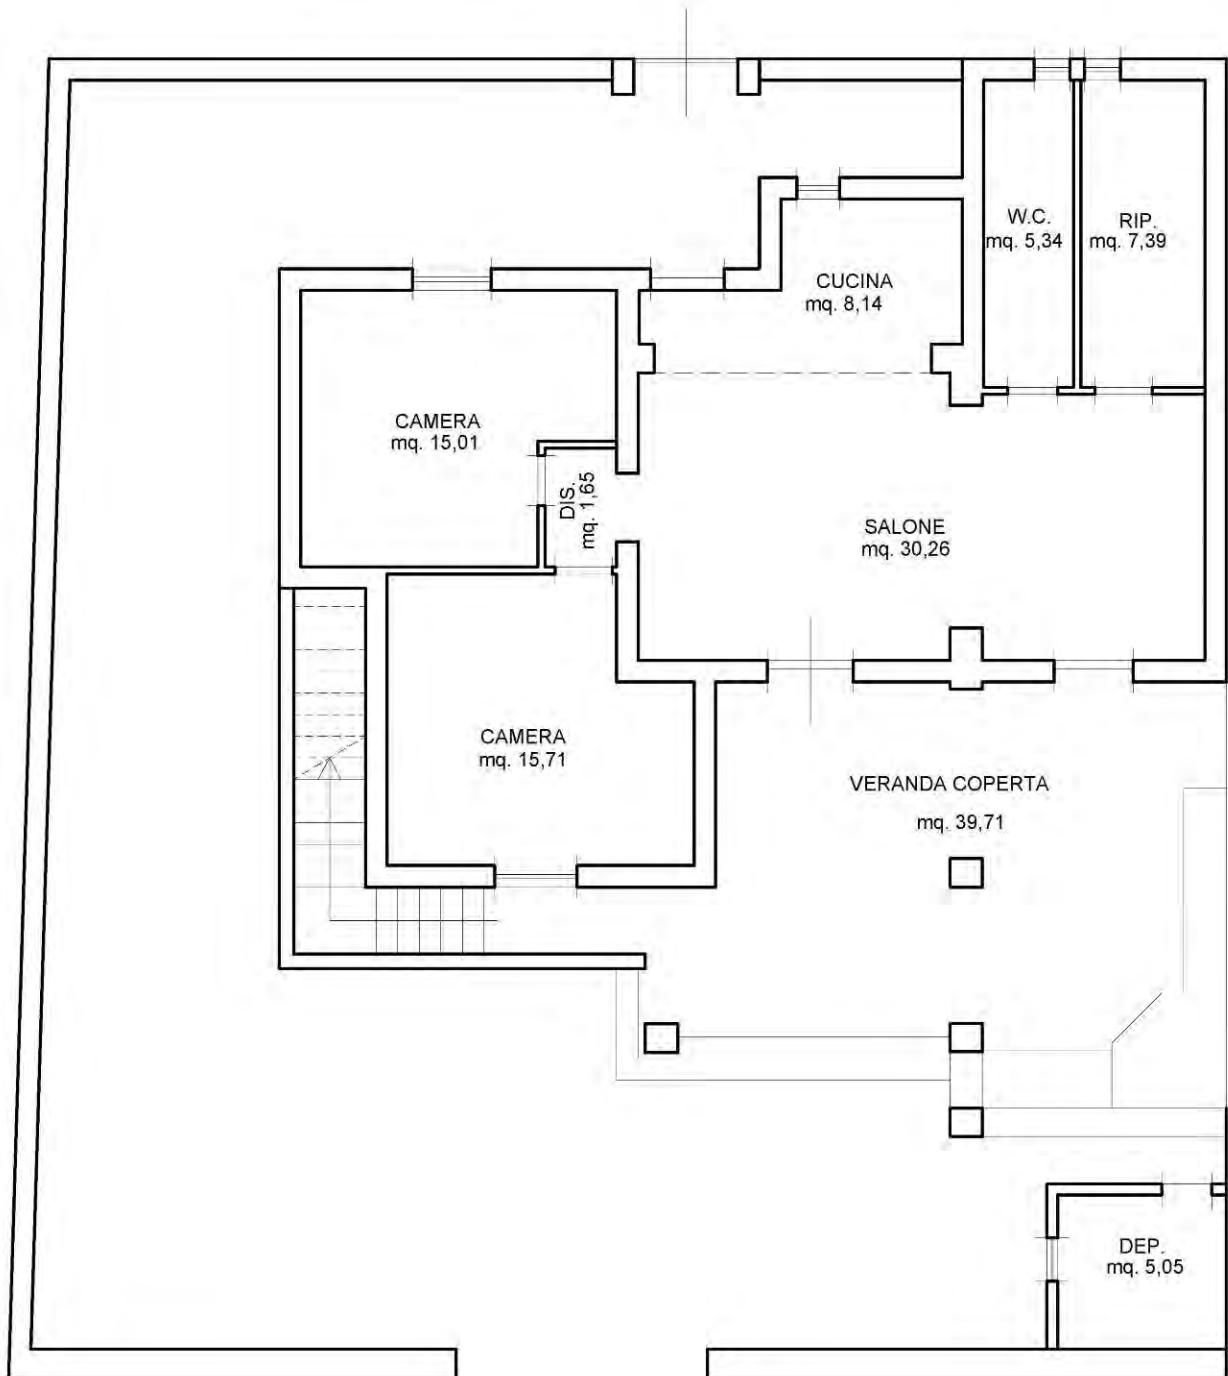 W.C.
mq. 5,34
RIP.
mq. 7,39
CUCINA
mq. 8,14
CAMERA
mq. 15,01
DIS.
mq. 1,65
SALONE
mq. 30,26
CAMERA
mq. 15,71
VERANDA COPERTA
mq. 39,71
DEP.
mq. 5,05